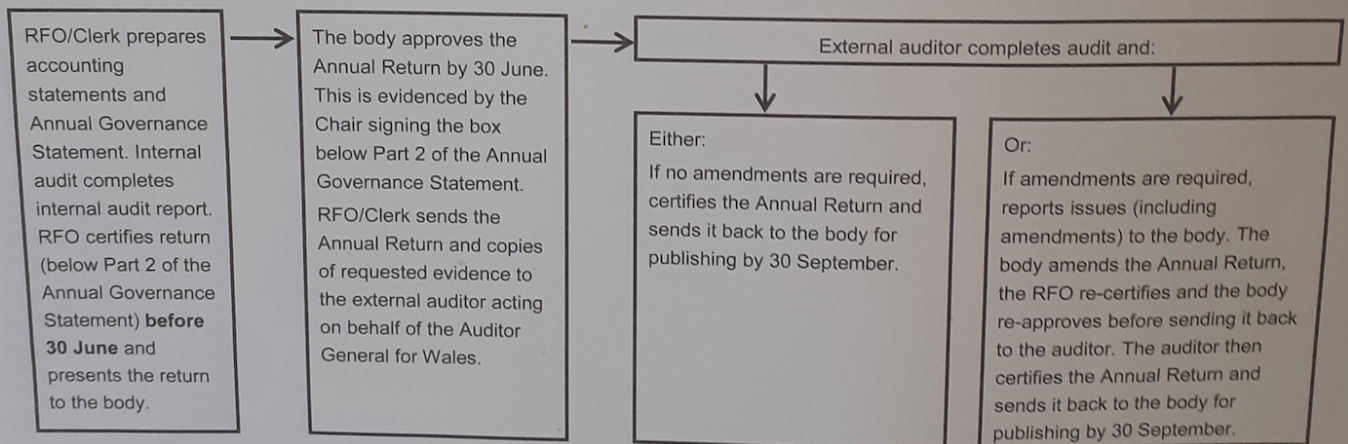 RFO/Clerk prepares
accounting
statements and
Annual Governance
Statement. Internal
audit completes
internal audit report.
RFO certifies return
(below Part 2 of the
Annual Governance
Statement) before
30 June and
presents the return
to the body.
The body approves the
Annual Return by 30 June.
This is evidenced by the
Chair signing the box
below Part 2 of the Annual
Governance Statement.
RFO/Clerk sends the
Annual Return and copies
of requested evidence to
the external auditor acting
on behalf of the Auditor
General for Wales.
External auditor completes audit and:
Either:
If no amendments are required,
certifies the Annual Return and
sends it back to the body for
publishing by 30 September.
Or:
If amendments are required,
reports issues (including
amendments) to the body. The
body amends the Annual Return,
the RFO re-certifies and the body
re-approves before sending it back
to the auditor. The auditor then
certifies the Annual Return and
sends it back to the body for
publishing by 30 September.